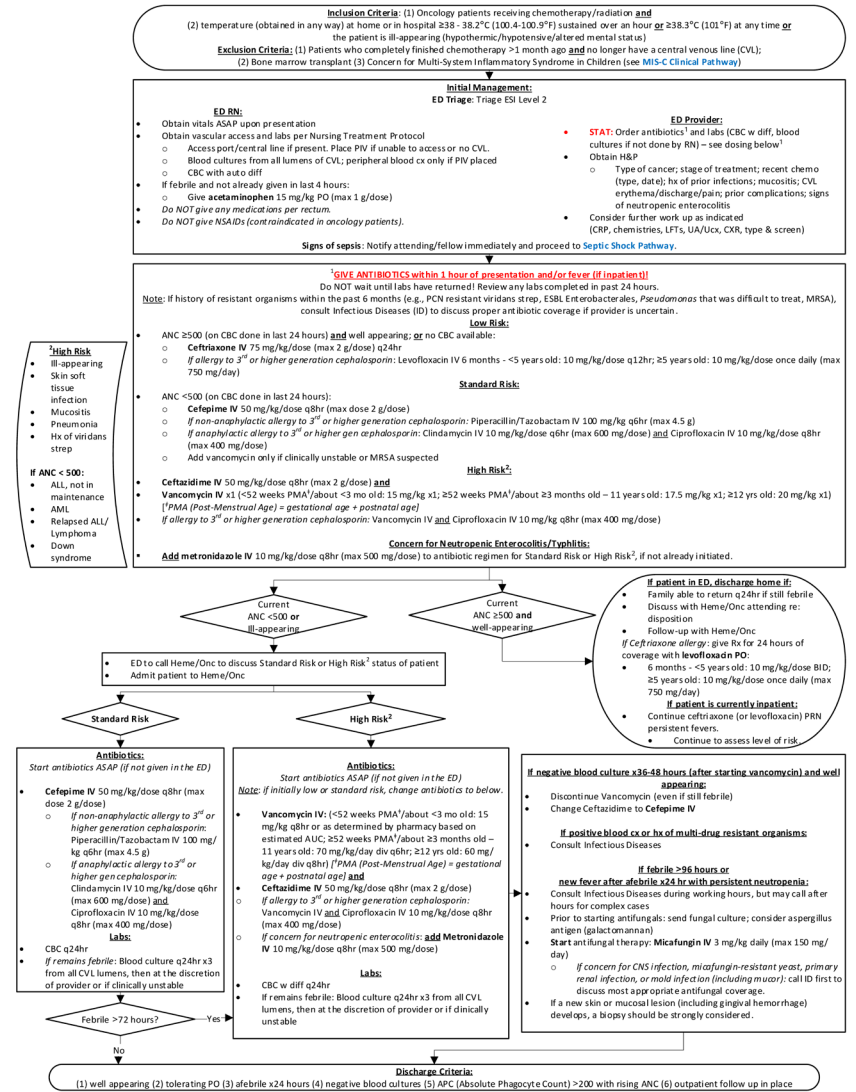 Inclusion Criteria: (1) Oncology patients receiving chemotherapy/radiation and
(2) temperature (obtained in any way) at home or in hospital ≥38 - 38.2°C (100.4-100.9°F) sustained over an hour or ≥38.3°C (101°F) at any time or
the patient is ill-appearing (hypothermic/hypotensive/altered mental status)
Exclusion Criteria: (1) Patients who completely finished chemotherapy >1 month ago and no longer have a central venous line (CVL);
(2) Bone marrow transplant (3) Concern for Multi-System Inflammatory Syndrome in Children (see MIS-C Clinical Pathway)
Initial Management:
ED Triage: Triage ESI Level 2
ED RN:
• Obtain vitals ASAP upon presentation
• Obtain vascular access and labs per Nursing Treatment Protocol
o Access port/central line if present. Place PIV if unable to access or no CVL.
o Blood cultures from all lumens of CVL; peripheral blood cx only if PIV placed
o CBC with auto diff
• If febrile and not already given in last 4 hours:
o Give acetaminophen 15 mg/kg PO (max 1 g/dose)
• Do NOT give any medications per rectum.
• Do NOT give NSAIDs (contraindicated in oncology patients).
ED Provider:
• STAT: Order antibiotics¹ and labs (CBC w diff, blood
cultures if not done by RN) – see dosing below¹
• Obtain H&P
o Type of cancer; stage of treatment; recent chemo
(type, date); hx of prior infections; mucositis; CVL
erythema/discharge/pain; prior complications; signs
of neutropenic enterocolitis
• Consider further work up as indicated
(CRP, chemistries, LFTs, UA/Ucx, CXR, type & screen)
Signs of sepsis: Notify attending/fellow immediately and proceed to Septic Shock Pathway.
¹GIVE ANTIBIOTICS within 1 hour of presentation and/or fever (if inpatient)!
Do NOT wait until labs have returned! Review any labs completed in past 24 hours.
Note: If history of resistant organisms within the past 6 months (e.g., PCN resistant viridans strep, ESBL Enterobacterales, Pseudomonas that was difficult to treat, MRSA),
consult Infectious Diseases (ID) to discuss proper antibiotic coverage if provider is uncertain.
Low Risk:
• ANC ≥500 (on CBC done in last 24 hours) and well appearing; or no CBC available:
o Ceftriaxone IV 75 mg/kg/dose (max 2 g/dose) q24hr
o If allergy to 3rd or higher generation cephalosporin: Levofloxacin IV 6 months - <5 years old: 10 mg/kg/dose q12hr; ≥5 years old: 10 mg/kg/dose once daily (max
750 mg/day)
Standard Risk:
• ANC <500 (on CBC done in last 24 hours):
o Cefepime IV 50 mg/kg/dose q8hr (max dose 2 g/dose)
o If non-anaphylactic allergy to 3rd or higher generation cephalosporin: Piperacillin/Tazobactam IV 100 mg/kg q6hr (max 4.5 g)
o If anaphylactic allergy to 3rd or higher gen cephalosporin: Clindamycin IV 10 mg/kg/dose q6hr (max 600 mg/dose) and Ciprofloxacin IV 10 mg/kg/dose q8hr
(max 400 mg/dose)
o Add vancomycin only if clinically unstable or MRSA suspected
High Risk²:
• Ceftazidime IV 50 mg/kg/dose q8hr (max 2 g/dose) and
• Vancomycin IV x1 (<52 weeks PMA‡/about <3 mo old: 15 mg/kg x1; ≥52 weeks PMA‡/about ≥3 months old – 11 years old: 17.5 mg/kg x1; ≥12 yrs old: 20 mg/kg x1)
[‡PMA (Post-Menstrual Age) = gestational age + postnatal age]
• If allergy to 3rd or higher generation cephalosporin: Vancomycin IV and Ciprofloxacin IV 10 mg/kg q8hr (max 400 mg/dose)
Concern for Neutropenic Enterocolitis/Typhlitis:
▪ Add metronidazole IV 10 mg/kg/dose q8hr (max 500 mg/dose) to antibiotic regimen for Standard Risk or High Risk², if not already initiated.
²High Risk
• Ill-appearing
• Skin soft
tissue
infection
• Mucositis
• Pneumonia
• Hx of viridans
strep
If ANC < 500:
• ALL, not in
maintenance
• AML
• Relapsed ALL/
Lymphoma
• Down
syndrome
Current
ANC <500 or
Ill-appearing
Current
ANC ≥500 and
well-appearing
If patient in ED, discharge home if:
• Family able to return q24hr if still febrile
• Discuss with Heme/Onc attending re:
disposition
• Follow-up with Heme/Onc
If Ceftriaxone allergy: give Rx for 24 hours of
coverage with levofloxacin PO:
• 6 months - <5 years old: 10 mg/kg/dose BID;
≥5 years old: 10 mg/kg/dose once daily (max
750 mg/day)
If patient is currently inpatient:
• Continue ceftriaxone (or levofloxacin) PRN
persistent fevers.
• Continue to assess level of risk.
• ED to call Heme/Onc to discuss Standard Risk or High Risk² status of patient
• Admit patient to Heme/Onc
Standard Risk
High Risk²
Antibiotics:
Start antibiotics ASAP (if not given in the ED)
• Cefepime IV 50 mg/kg/dose q8hr (max
dose 2 g/dose)
o If non-anaphylactic allergy to 3rd or
higher generation cephalosporin:
Piperacillin/Tazobactam IV 100 mg/
kg q6hr (max 4.5 g)
o If anaphylactic allergy to 3rd or
higher gen cephalosporin:
Clindamycin IV 10 mg/kg/dose q6hr
(max 600 mg/dose) and
Ciprofloxacin IV 10 mg/kg/dose
q8hr (max 400 mg/dose)
Labs:
• CBC q24hr
• If remains febrile: Blood culture q24hr x3
from all CVL lumens, then at the discretion
of provider or if clinically unstable
Antibiotics:
Start antibiotics ASAP (if not given in the ED)
Note: if initially low or standard risk, change antibiotics to below.
• Vancomycin IV: (<52 weeks PMA‡/about <3 mo old: 15
mg/kg q8hr or as determined by pharmacy based on
estimated AUC; ≥52 weeks PMA‡/about ≥3 months old –
11 years old: 70 mg/kg/day div q6hr; ≥12 yrs old: 60 mg/
kg/day div q8hr) [‡PMA (Post-Menstrual Age) = gestational
age + postnatal age] and
• Ceftazidime IV 50 mg/kg/dose q8hr (max 2 g/dose)
o If allergy to 3rd or higher generation cephalosporin:
Vancomycin IV and Ciprofloxacin IV 10 mg/kg/dose q8hr
(max 400 mg/dose)
o If concern for neutropenic enterocolitis: add Metronidazole
IV 10 mg/kg/dose q8hr (max 500 mg/dose)
Labs:
• CBC w diff q24hr
• If remains febrile: Blood culture q24hr x3 from all CVL
lumens, then at the discretion of provider or if clinically
unstable
If negative blood culture x36-48 hours (after starting vancomycin) and well
appearing:
• Discontinue Vancomycin (even if still febrile)
• Change Ceftazidime to Cefepime IV
If positive blood cx or hx of multi-drug resistant organisms:
• Consult Infectious Diseases
If febrile >96 hours or
new fever after afebrile x24 hr with persistent neutropenia:
• Consult Infectious Diseases during working hours, but may call after
hours for complex cases
• Prior to starting antifungals: send fungal culture; consider aspergillus
antigen (galactomannan)
• Start antifungal therapy: Micafungin IV 3 mg/kg daily (max 150 mg/
day)
o If concern for CNS infection, micafungin-resistant yeast, primary
renal infection, or mold infection (including mucor): call ID first to
discuss most appropriate antifungal coverage.
• If a new skin or mucosal lesion (including gingival hemorrhage)
develops, a biopsy should be strongly considered.
Febrile >72 hours?
Yes
No
Discharge Criteria:
(1) well appearing (2) tolerating PO (3) afebrile x24 hours (4) negative blood cultures (5) APC (Absolute Phagocyte Count) >200 with rising ANC (6) outpatient follow up in place